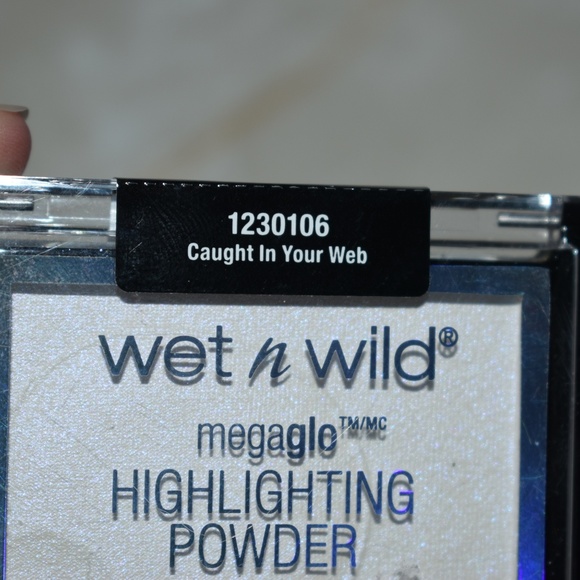 1230106
Caught In Your Web
wet n wild®
megaglo™/MC
HIGHLIGHTING
POWDER